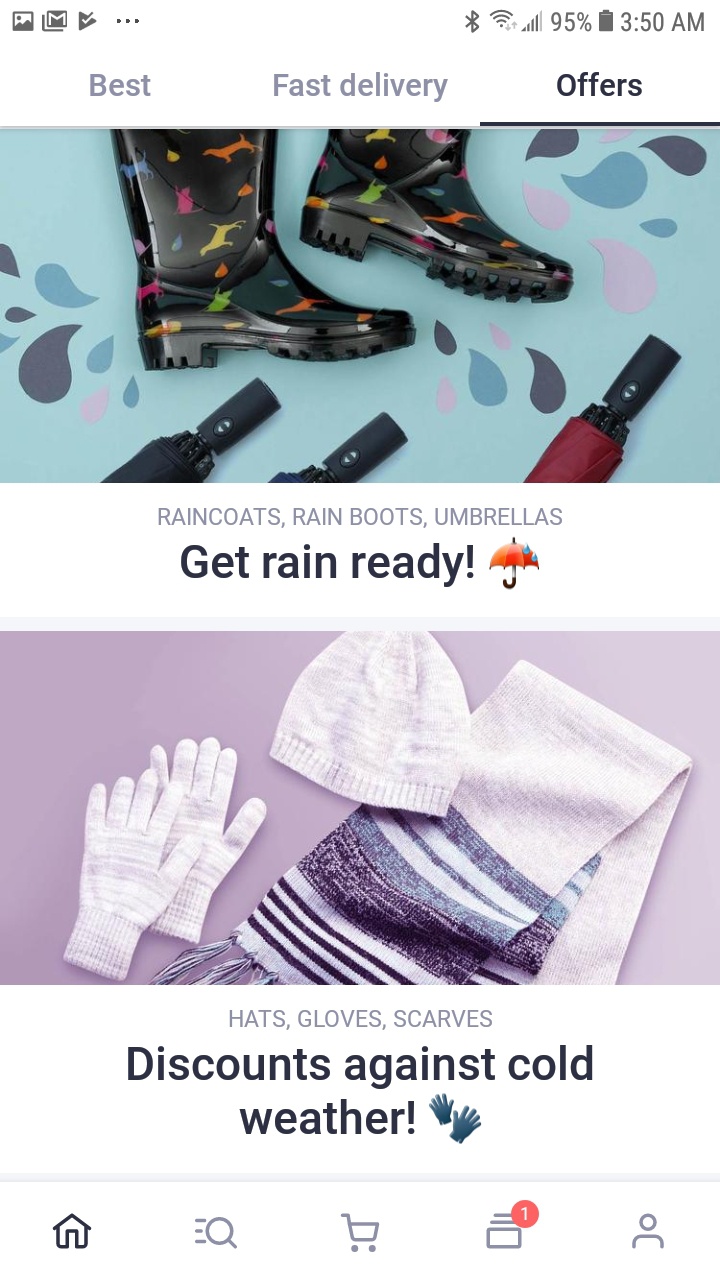 95% 3:50 AM
Best Fast delivery Offers
RAINCOATS, RAIN BOOTS, UMBRELLAS
Get rain ready! ☔
HATS, GLOVES, SCARVES
Discounts against cold
weather! 🧤
1